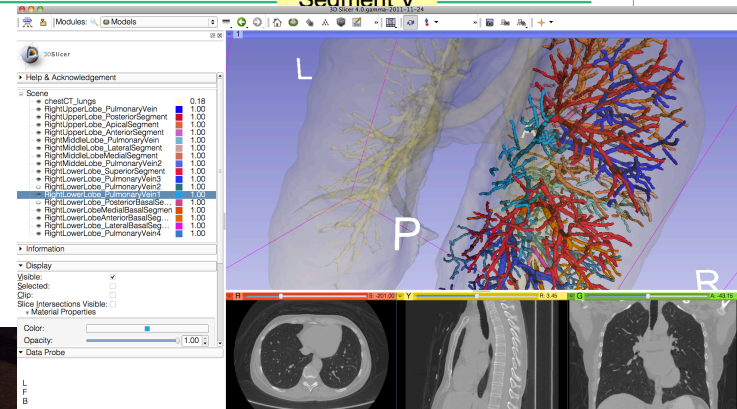 Segment V
3D Slicer 4.0.gamma-2011-11-24
Modules: Models
1
3DSlicer
Help & Acknowledgement
Scene
chestCT_lungs 0.18
RightUpperLobe_PulmonaryVein 1.00
RightUpperLobe_PosteriorSegment 1.00
RightUpperLobe_ApicalSegment 1.00
RightUpperLobe_AnteriorSegment 1.00
RightMiddleLobe_PulmonaryVein 1.00
RightMiddleLobe_LateralSegment 1.00
RightMiddleLobeMedialSegment 1.00
RightMiddleLobe_PulmonaryVein2 1.00
RightLowerLobe_SuperiorSegment 1.00
RightLowerLobe_PulmonaryVein3 1.00
RightLowerLobe_PulmonaryVein2 1.00
RightLowerLobe_PulmonaryVein1 1.00
RightLowerLobe_PosteriorBasalSe... 1.00
RightLowerLobeMedialBasalSegmen 1.00
RightLowerLobeAnteriorBasalSeg... 1.00
RightLowerLobe_LateralBasalSeg... 1.00
RightLowerLobe_PulmonaryVein4 1.00
Information
Display
Visible:
Selected:
Clip:
Slice Intersections Visible:
Material Properties
Color:
Opacity: 1.00
Data Probe
L
F
B
L
P
R
R S: -201.00
Y R: 3.45
G A: -43.15